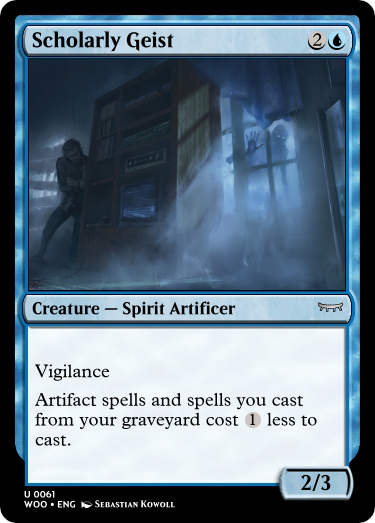 Scholarly Geist 2
Creature — Spirit Artificer
Vigilance
Artifact spells and spells you cast
from your graveyard cost 1 less to
cast.
2/3
U 0061
WOO • ENG Sebastian Kowoll